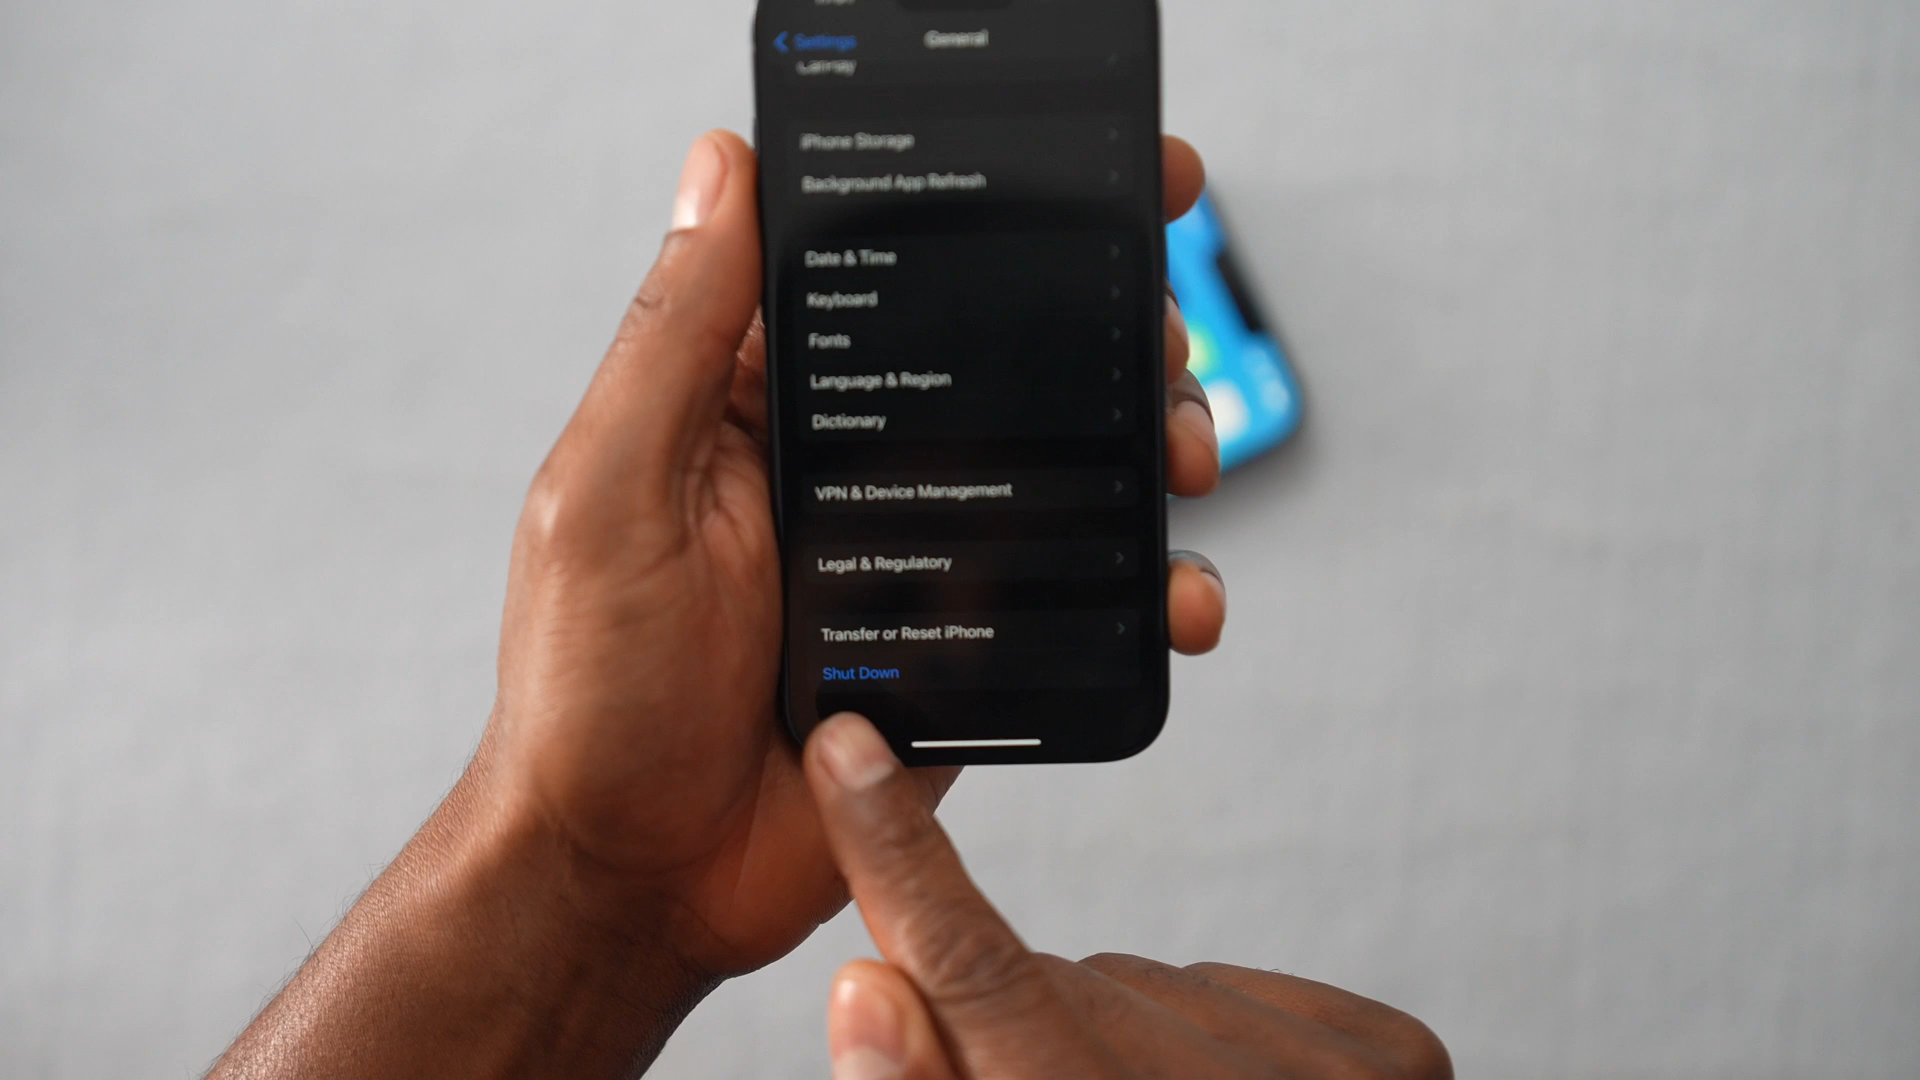 Settings
General
CarPlay
iPhone Storage
Background App Refresh
Date & Time
Keyboard
Fonts
Language & Region
Dictionary
VPN & Device Management
Legal & Regulatory
Transfer or Reset iPhone
Shut Down